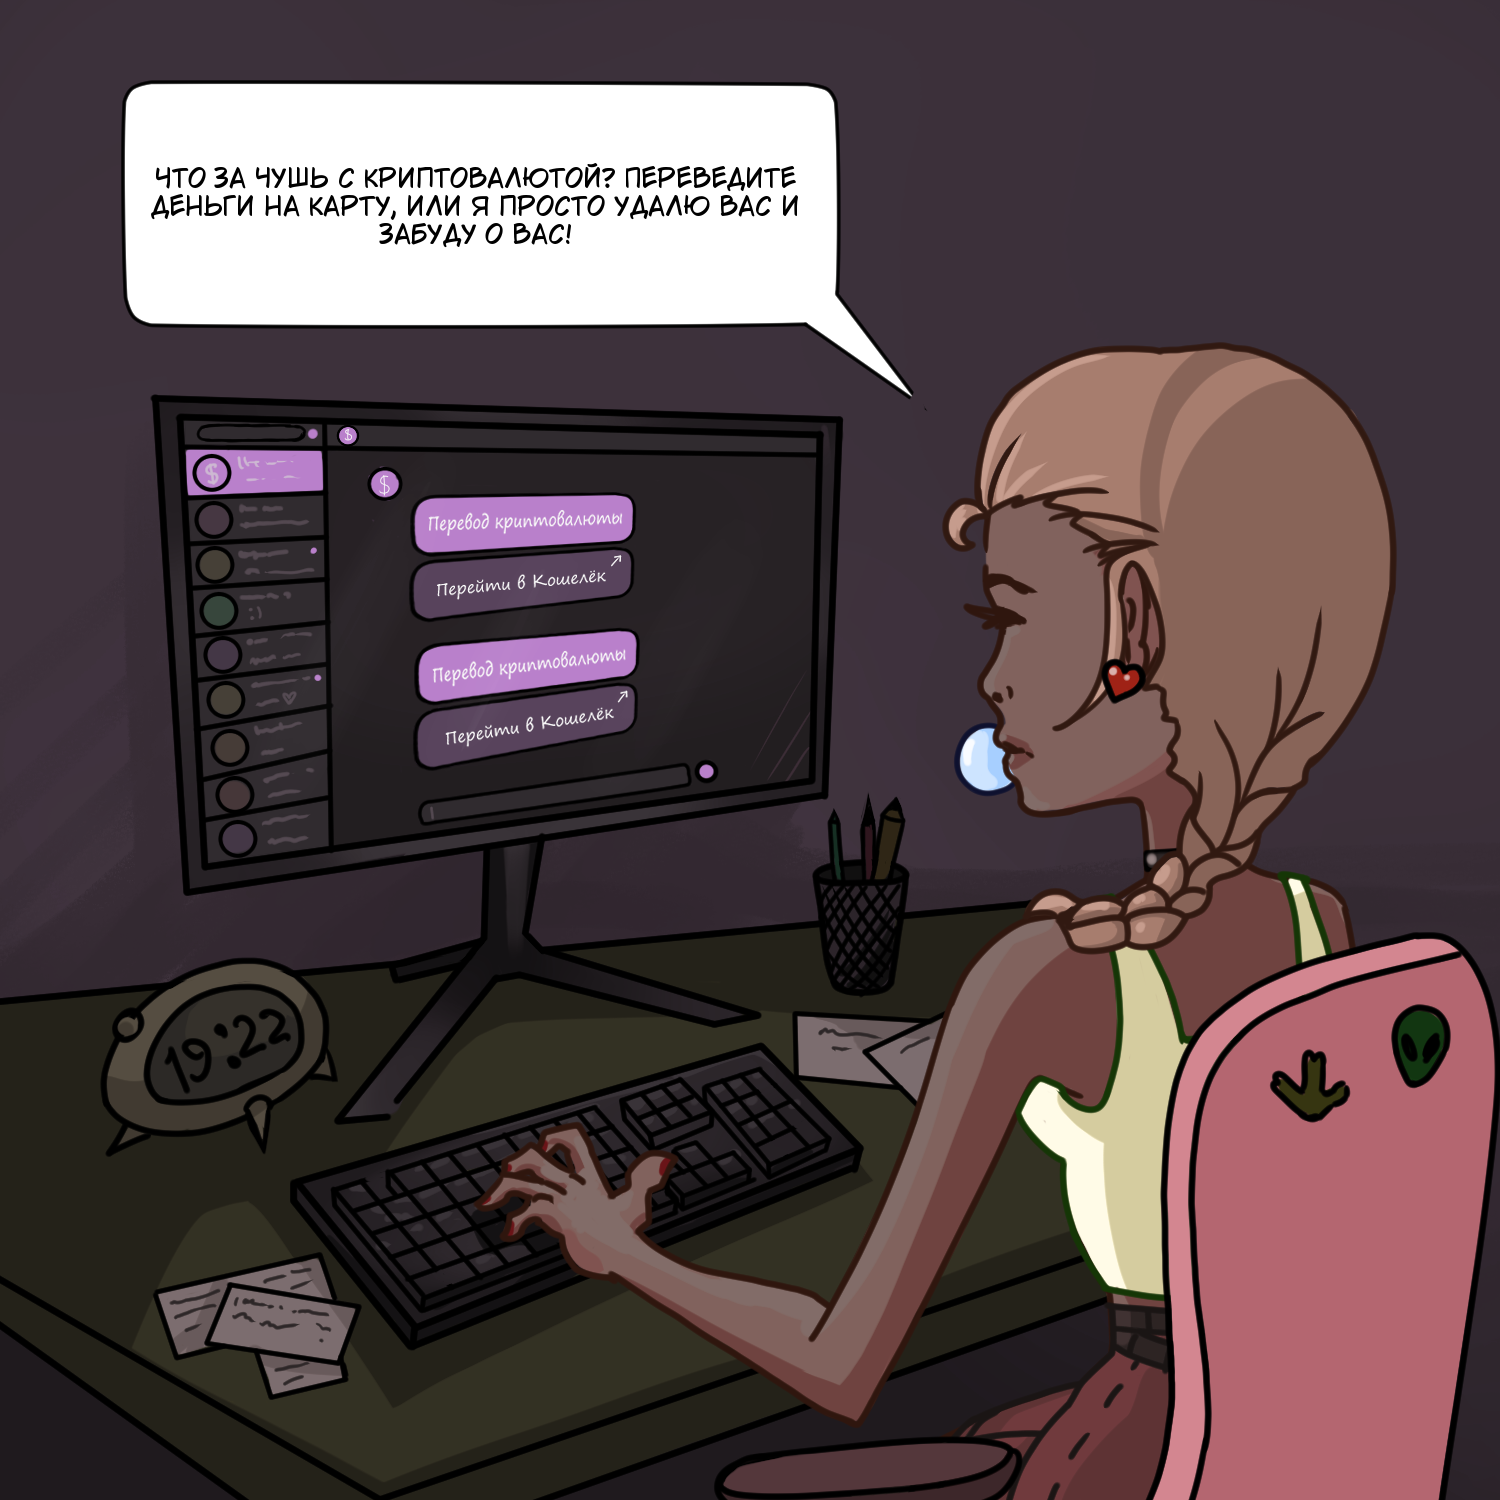 ЧТО ЗА ЧУШЬ С КРИПТОВАЛЮТОЙ? ПЕРЕВЕДИТЕ
ДЕНЬГИ НА КАРТУ, ИЛИ Я ПРОСТО УДАЛЮ ВАС И
ЗАБУДУ О ВАС!
$
$
$
Перевод криптовалюты
Перейти в Кошелёк
:)
Перевод криптовалюты
Перейти в Кошелёк
19:22